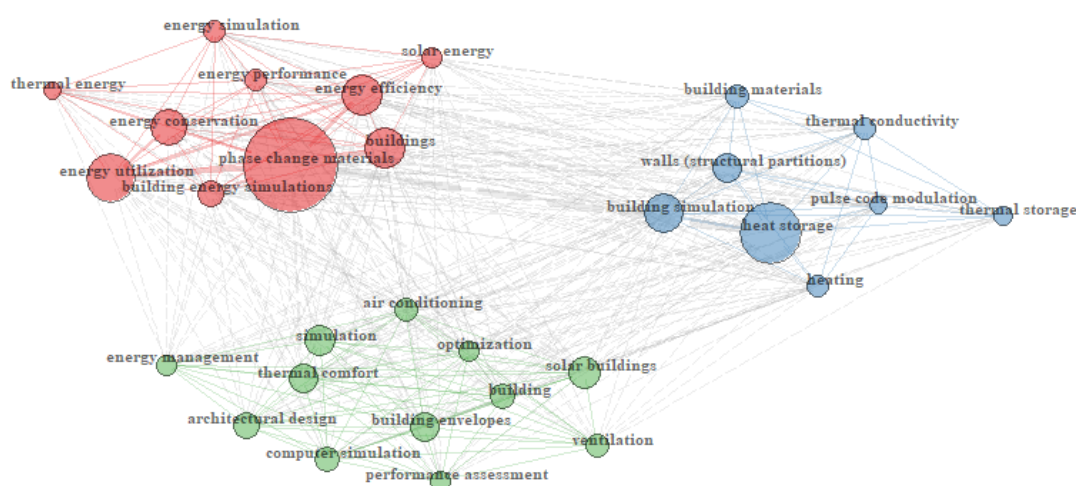 energy simulation
solar energy
thermal energy
energy performance
energy efficiency
energy conservation
buildings
phase change materials
energy utilization
building energy simulations
building materials
thermal conductivity
walls (structural partitions)
pulse code modulation
building simulation
thermal storage
heat storage
heating
air conditioning
simulation
optimization
energy management
solar buildings
thermal comfort
building
architectural design
building envelopes
ventilation
computer simulation
performance assessment